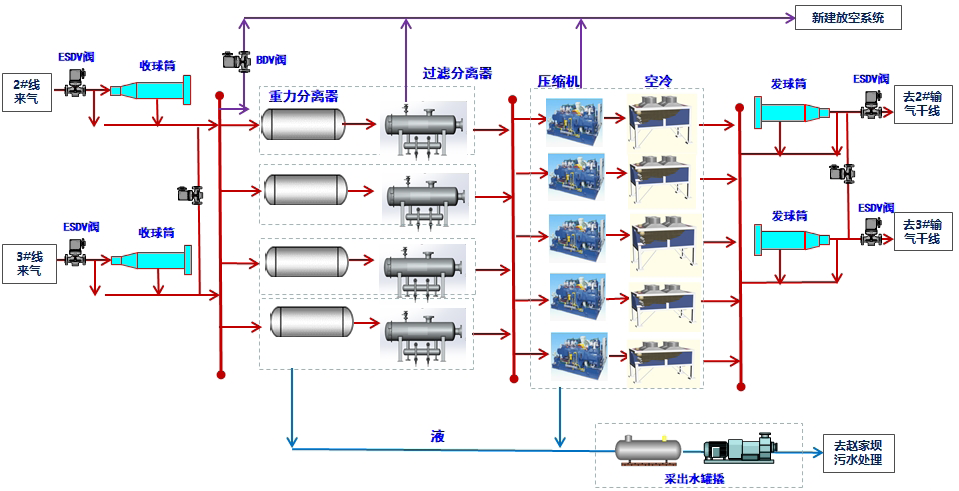 新建放空系统
ESDV阀
收球筒
BDV阀
过滤分离器
压缩机
空冷
发球筒
ESDV阀
2#线
来气
重力分离器
去2#输
气干线
ESDV阀
收球筒
发球筒
ESDV阀
3#线
来气
去3#输
气干线
液
去赵家坝
污水处理
采出水罐撬